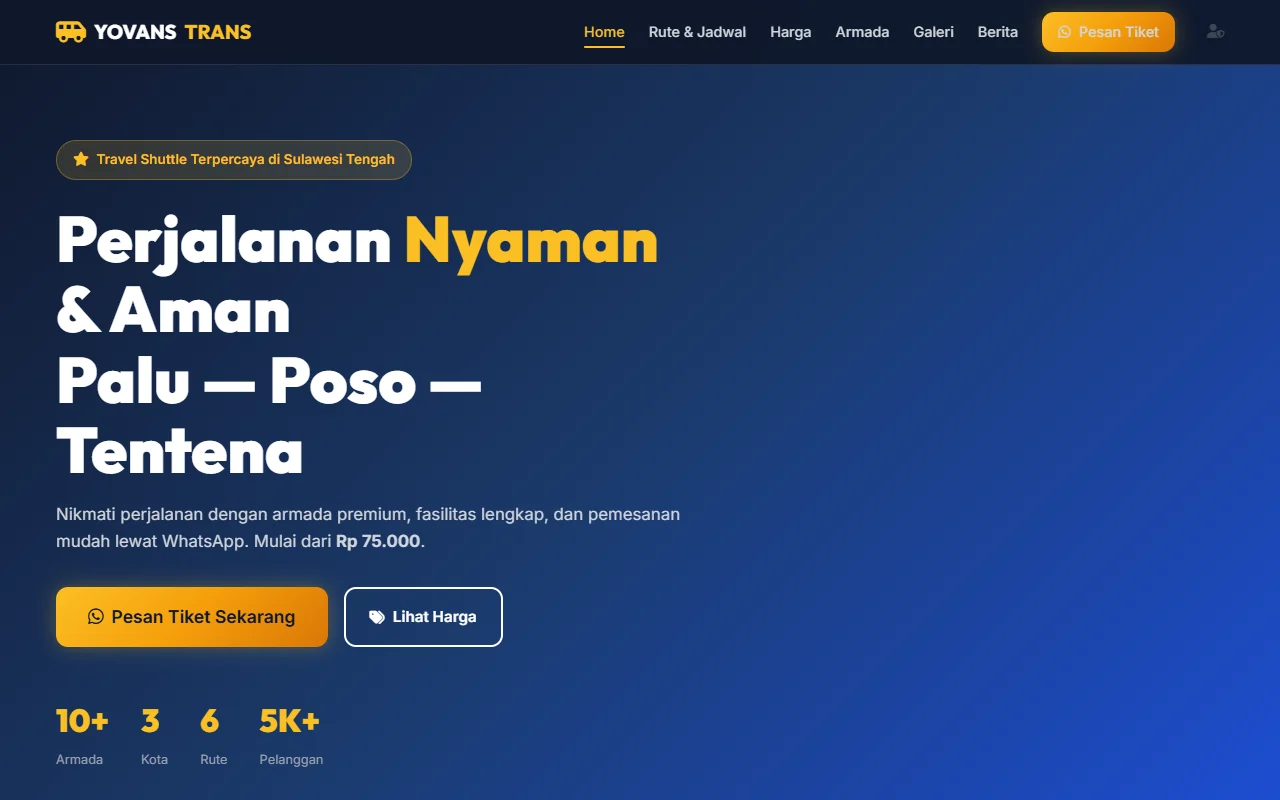 YOVANS TRANS
Home Rute & Jadwal Harga Armada Galeri Berita Pesan Tiket
Travel Shuttle Terpercaya di Sulawesi Tengah
Perjalanan Nyaman
& Aman
Palu — Poso —
Tentena
Nikmati perjalanan dengan armada premium, fasilitas lengkap, dan pemesanan
mudah lewat WhatsApp. Mulai dari Rp 75.000.
Pesan Tiket Sekarang Lihat Harga
10+ 3 6 5K+
Armada Kota Rute Pelanggan